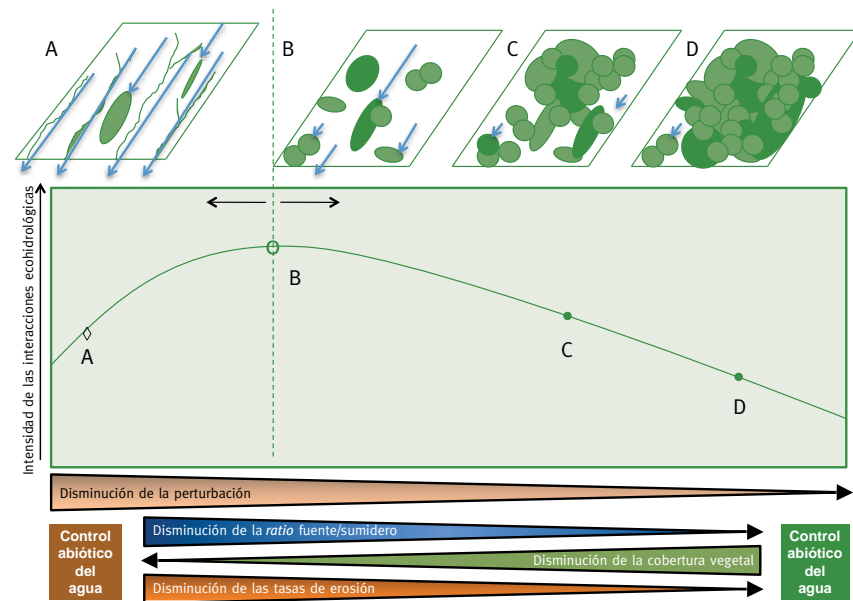 A
B
C
D
Intensidad de las interacciones ecohidrológicas
B
A
C
D
Disminución de la perturbación
Control
abiótico
del
agua
Disminución de la ratio fuente/sumidero
Disminución de la cobertura vegetal
Disminución de las tasas de erosión
Control
abiótico
del
agua